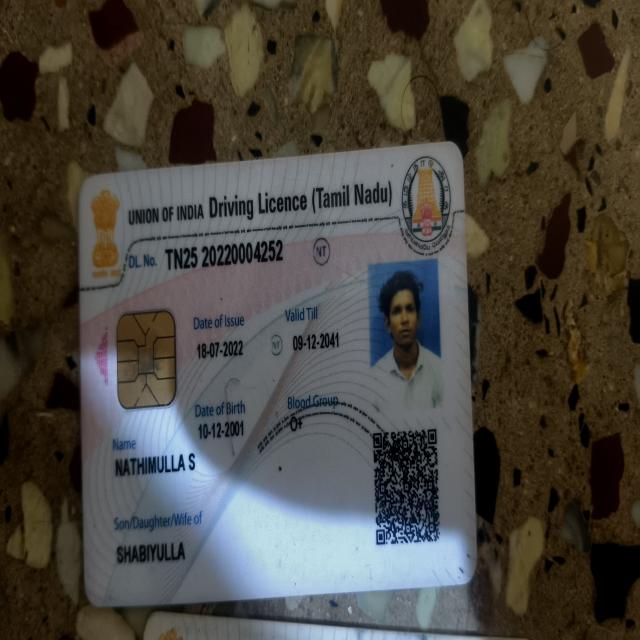 UNION OF INDIA Driving Licence (Tamil Nadu)
DL. No. TN25 20220004252 NT
Date of Issue Valid Till
18-07-2022 NT 09-12-2041
Date of Birth Blood Group
10-12-2001
Name
NATHIMULLA S
Son/Daughter/Wife of
SHABIYULLA